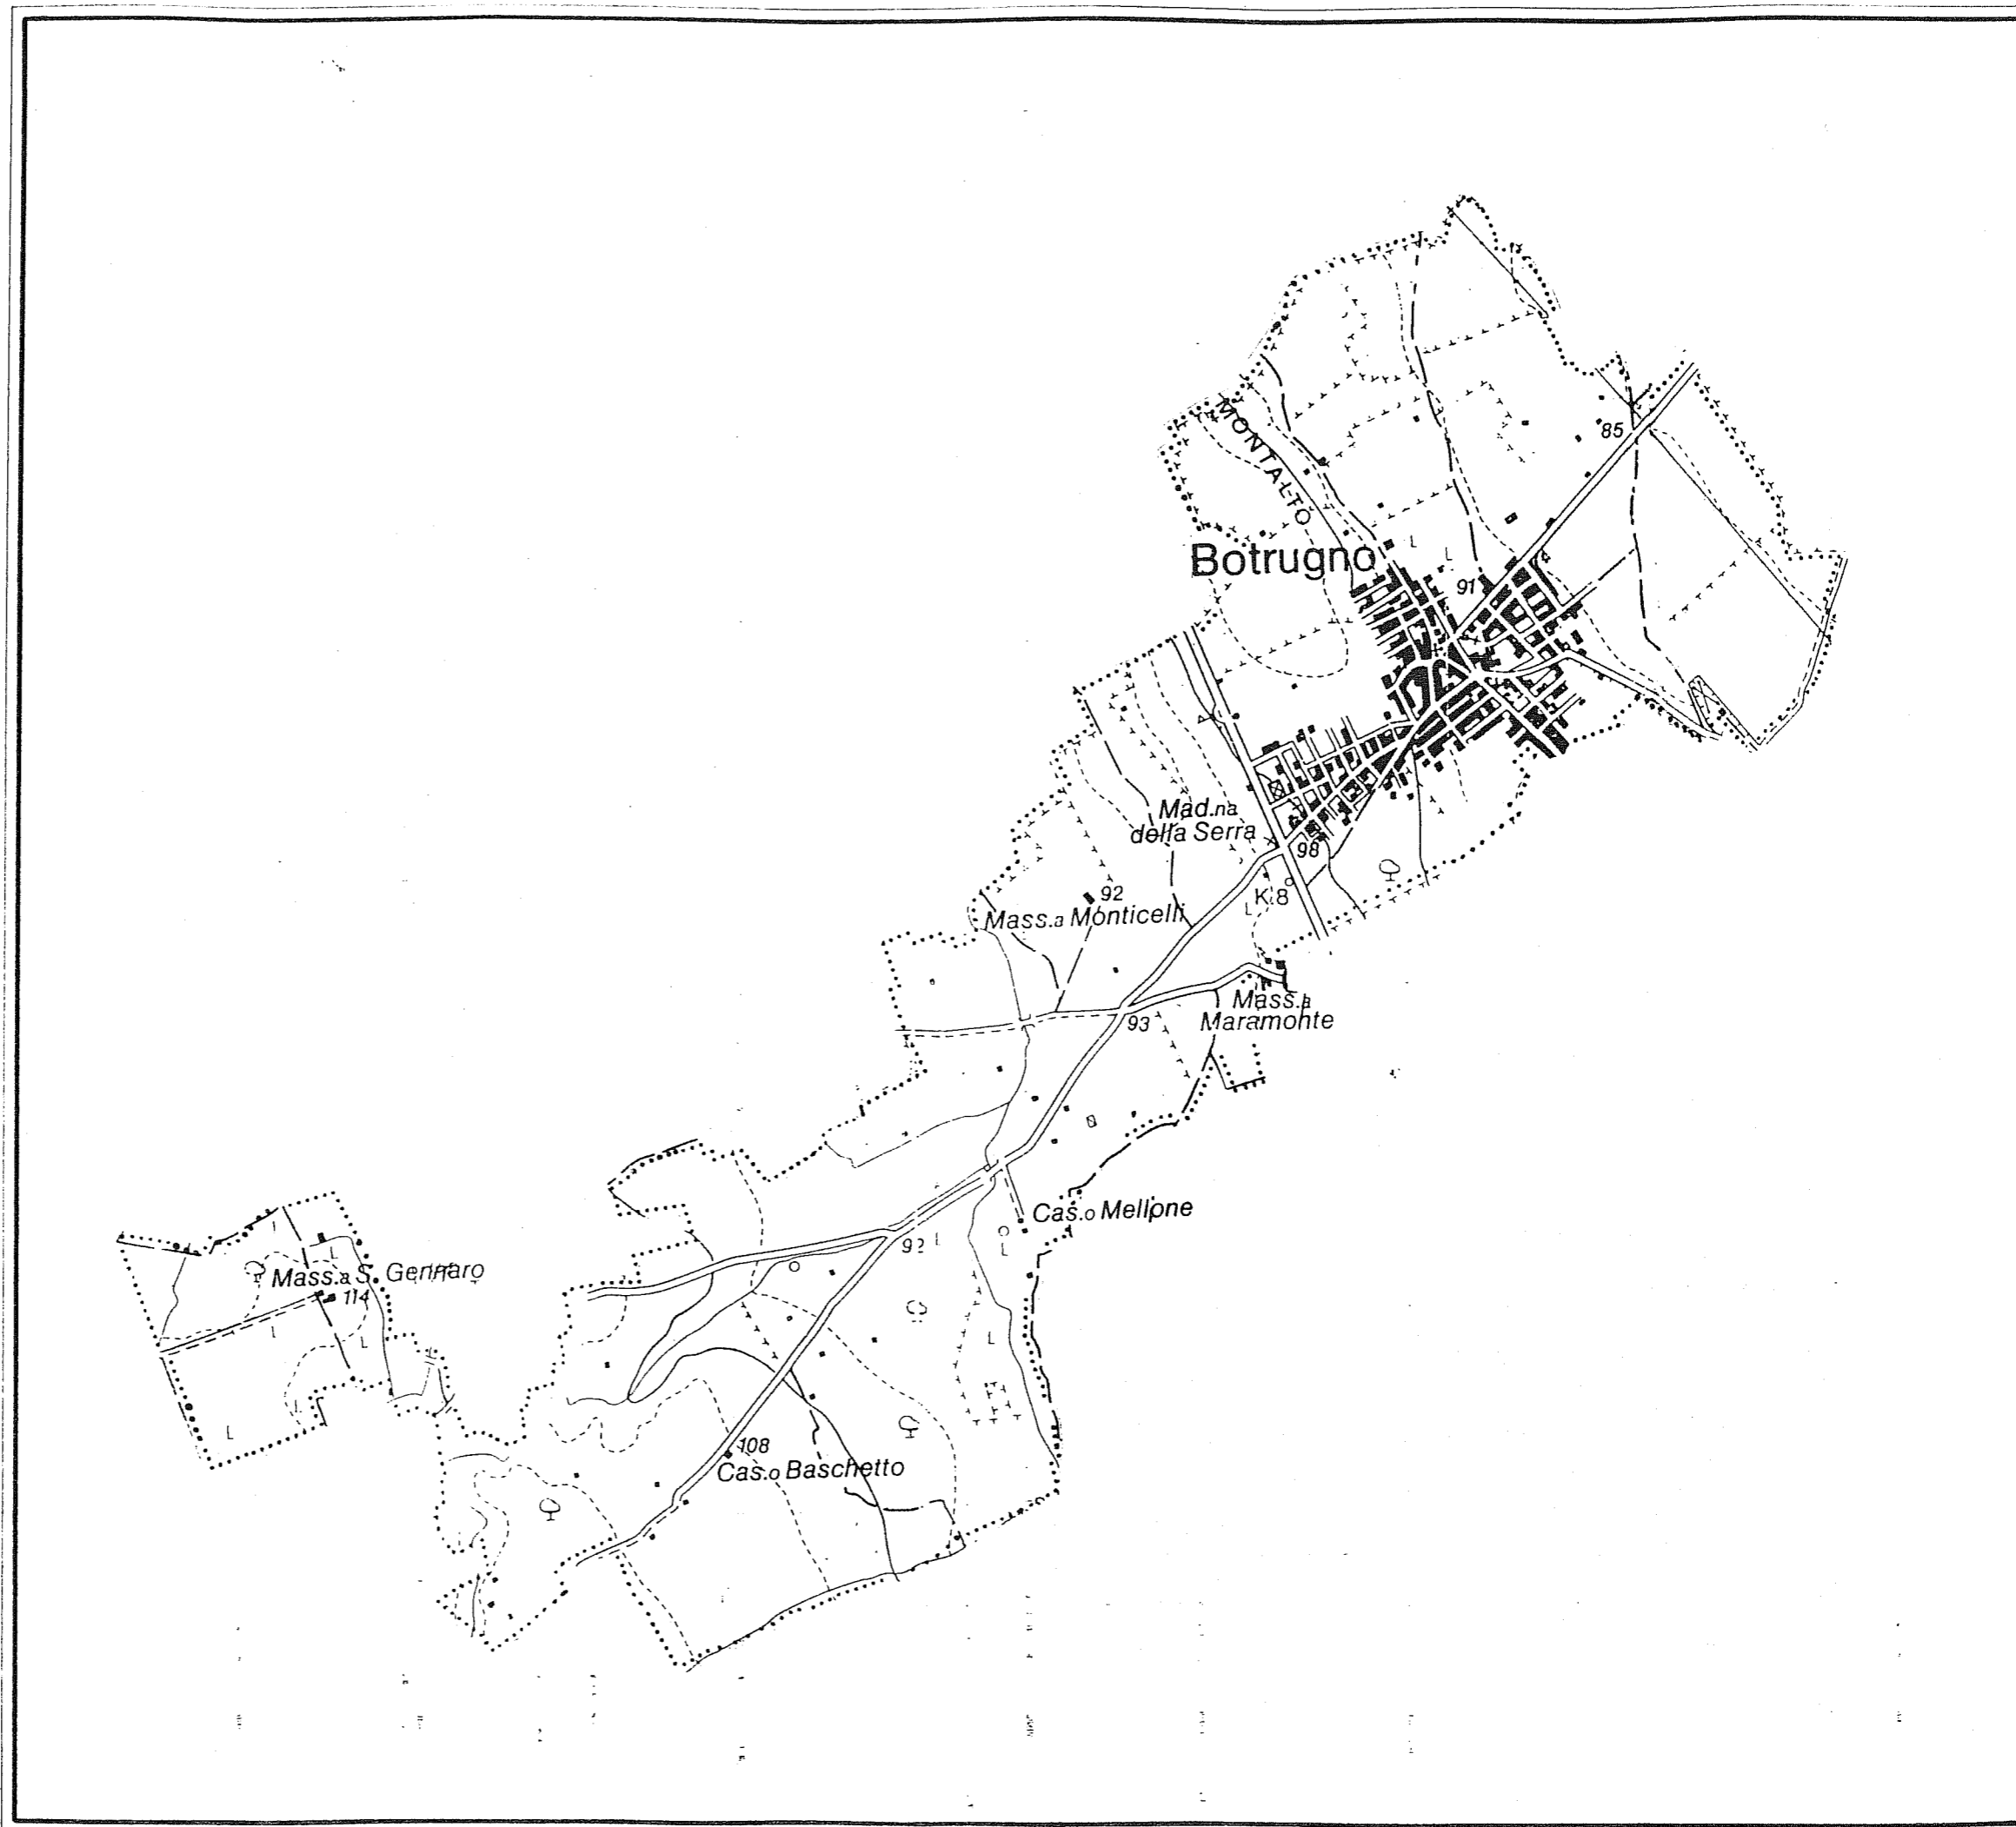 85
MONTALTO
Botrugno
91
Mad.na
della Serra
98
K.8
92
Mass.a Monticelli
Mass.a
Maramonte
93
Cas.o Mellone
92
Mass.a S. Gennaro
114
108
Cas.o Baschetto